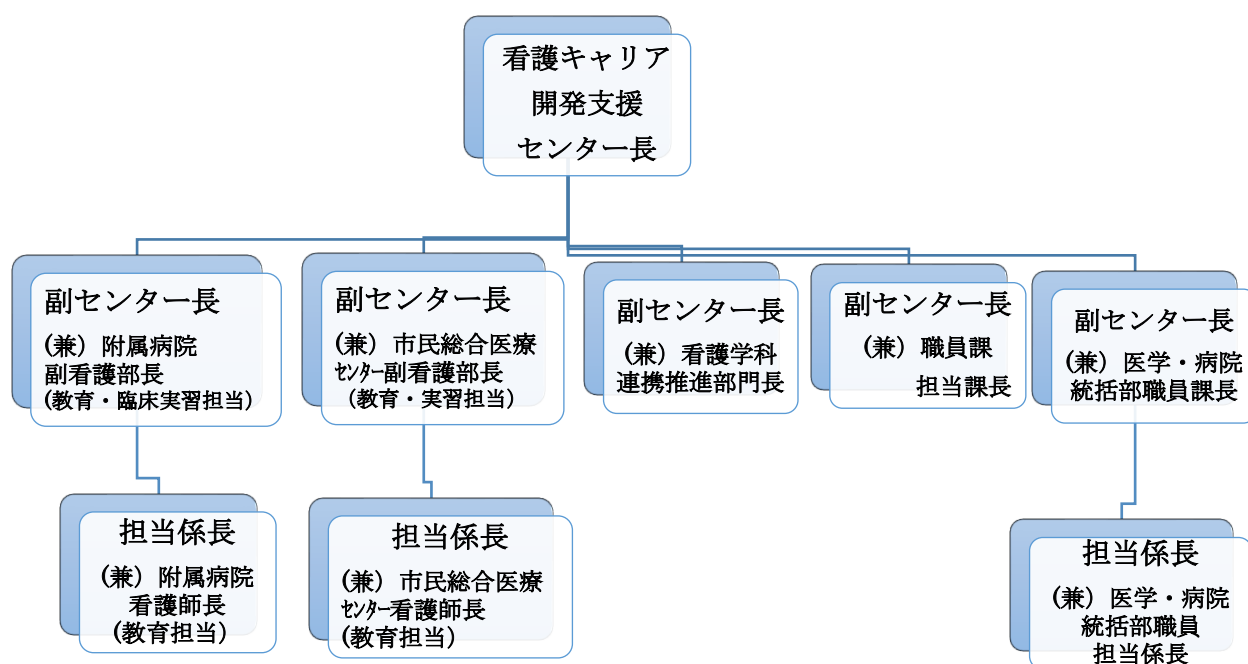 看護キャリア
開発支援
センター長
副センター長
(兼) 附属病院
副看護部長
(教育・臨床実習担当)
副センター長
(兼) 市民総合医療
センター副看護部長
(教育・実習担当)
副センター長
(兼) 看護学科
連携推進部門長
副センター長
(兼) 職員課
担当課長
副センター長
(兼) 医学・病院
統括部職員課長
担当係長
(兼) 附属病院
看護師長
(教育担当)
担当係長
(兼) 市民総合医療
センター看護師長
(教育担当)
担当係長
(兼) 医学・病院
統括部職員
担当係長